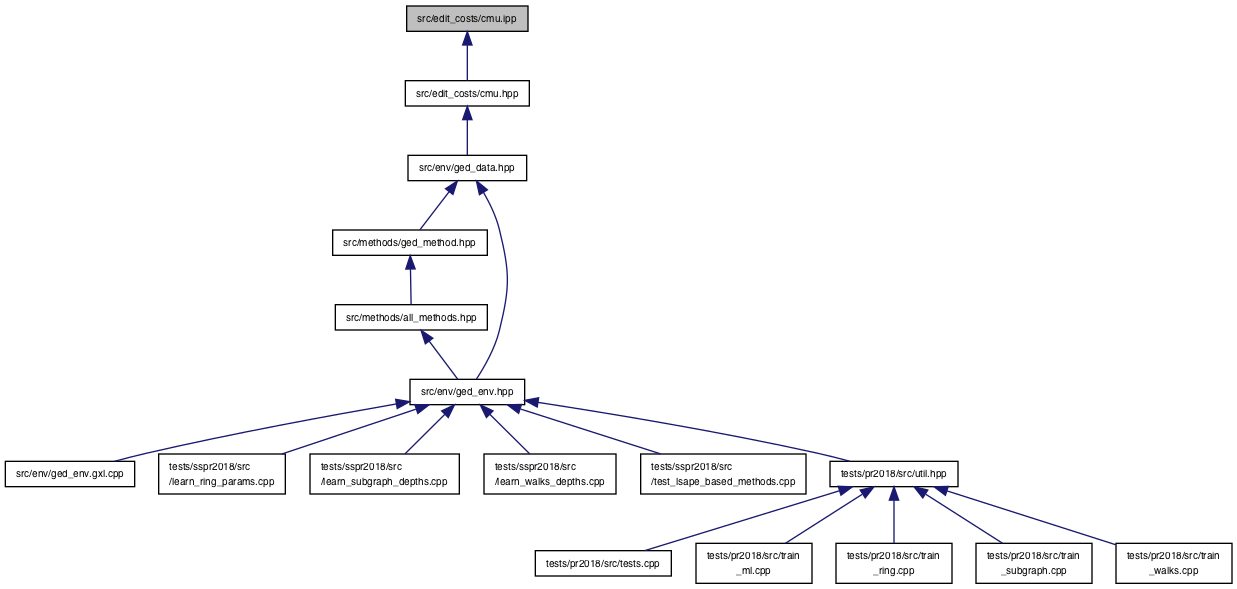 src/edit_costs/cmu.ipp
src/edit_costs/cmu.hpp
src/env/ged_data.hpp
src/methods/ged_method.hpp
src/methods/all_methods.hpp
src/env/ged_env.hpp
src/env/ged_env.gxl.cpp
tests/sspr2018/src
/learn_ring_params.cpp
tests/sspr2018/src
/learn_subgraph_depths.cpp
tests/sspr2018/src
/learn_walks_depths.cpp
tests/sspr2018/src
/test_lsape_based_methods.cpp
tests/pr2018/src/util.hpp
tests/pr2018/src/tests.cpp
tests/pr2018/src/train
_ml.cpp
tests/pr2018/src/train
_ring.cpp
tests/pr2018/src/train
_subgraph.cpp
tests/pr2018/src/train
_walks.cpp